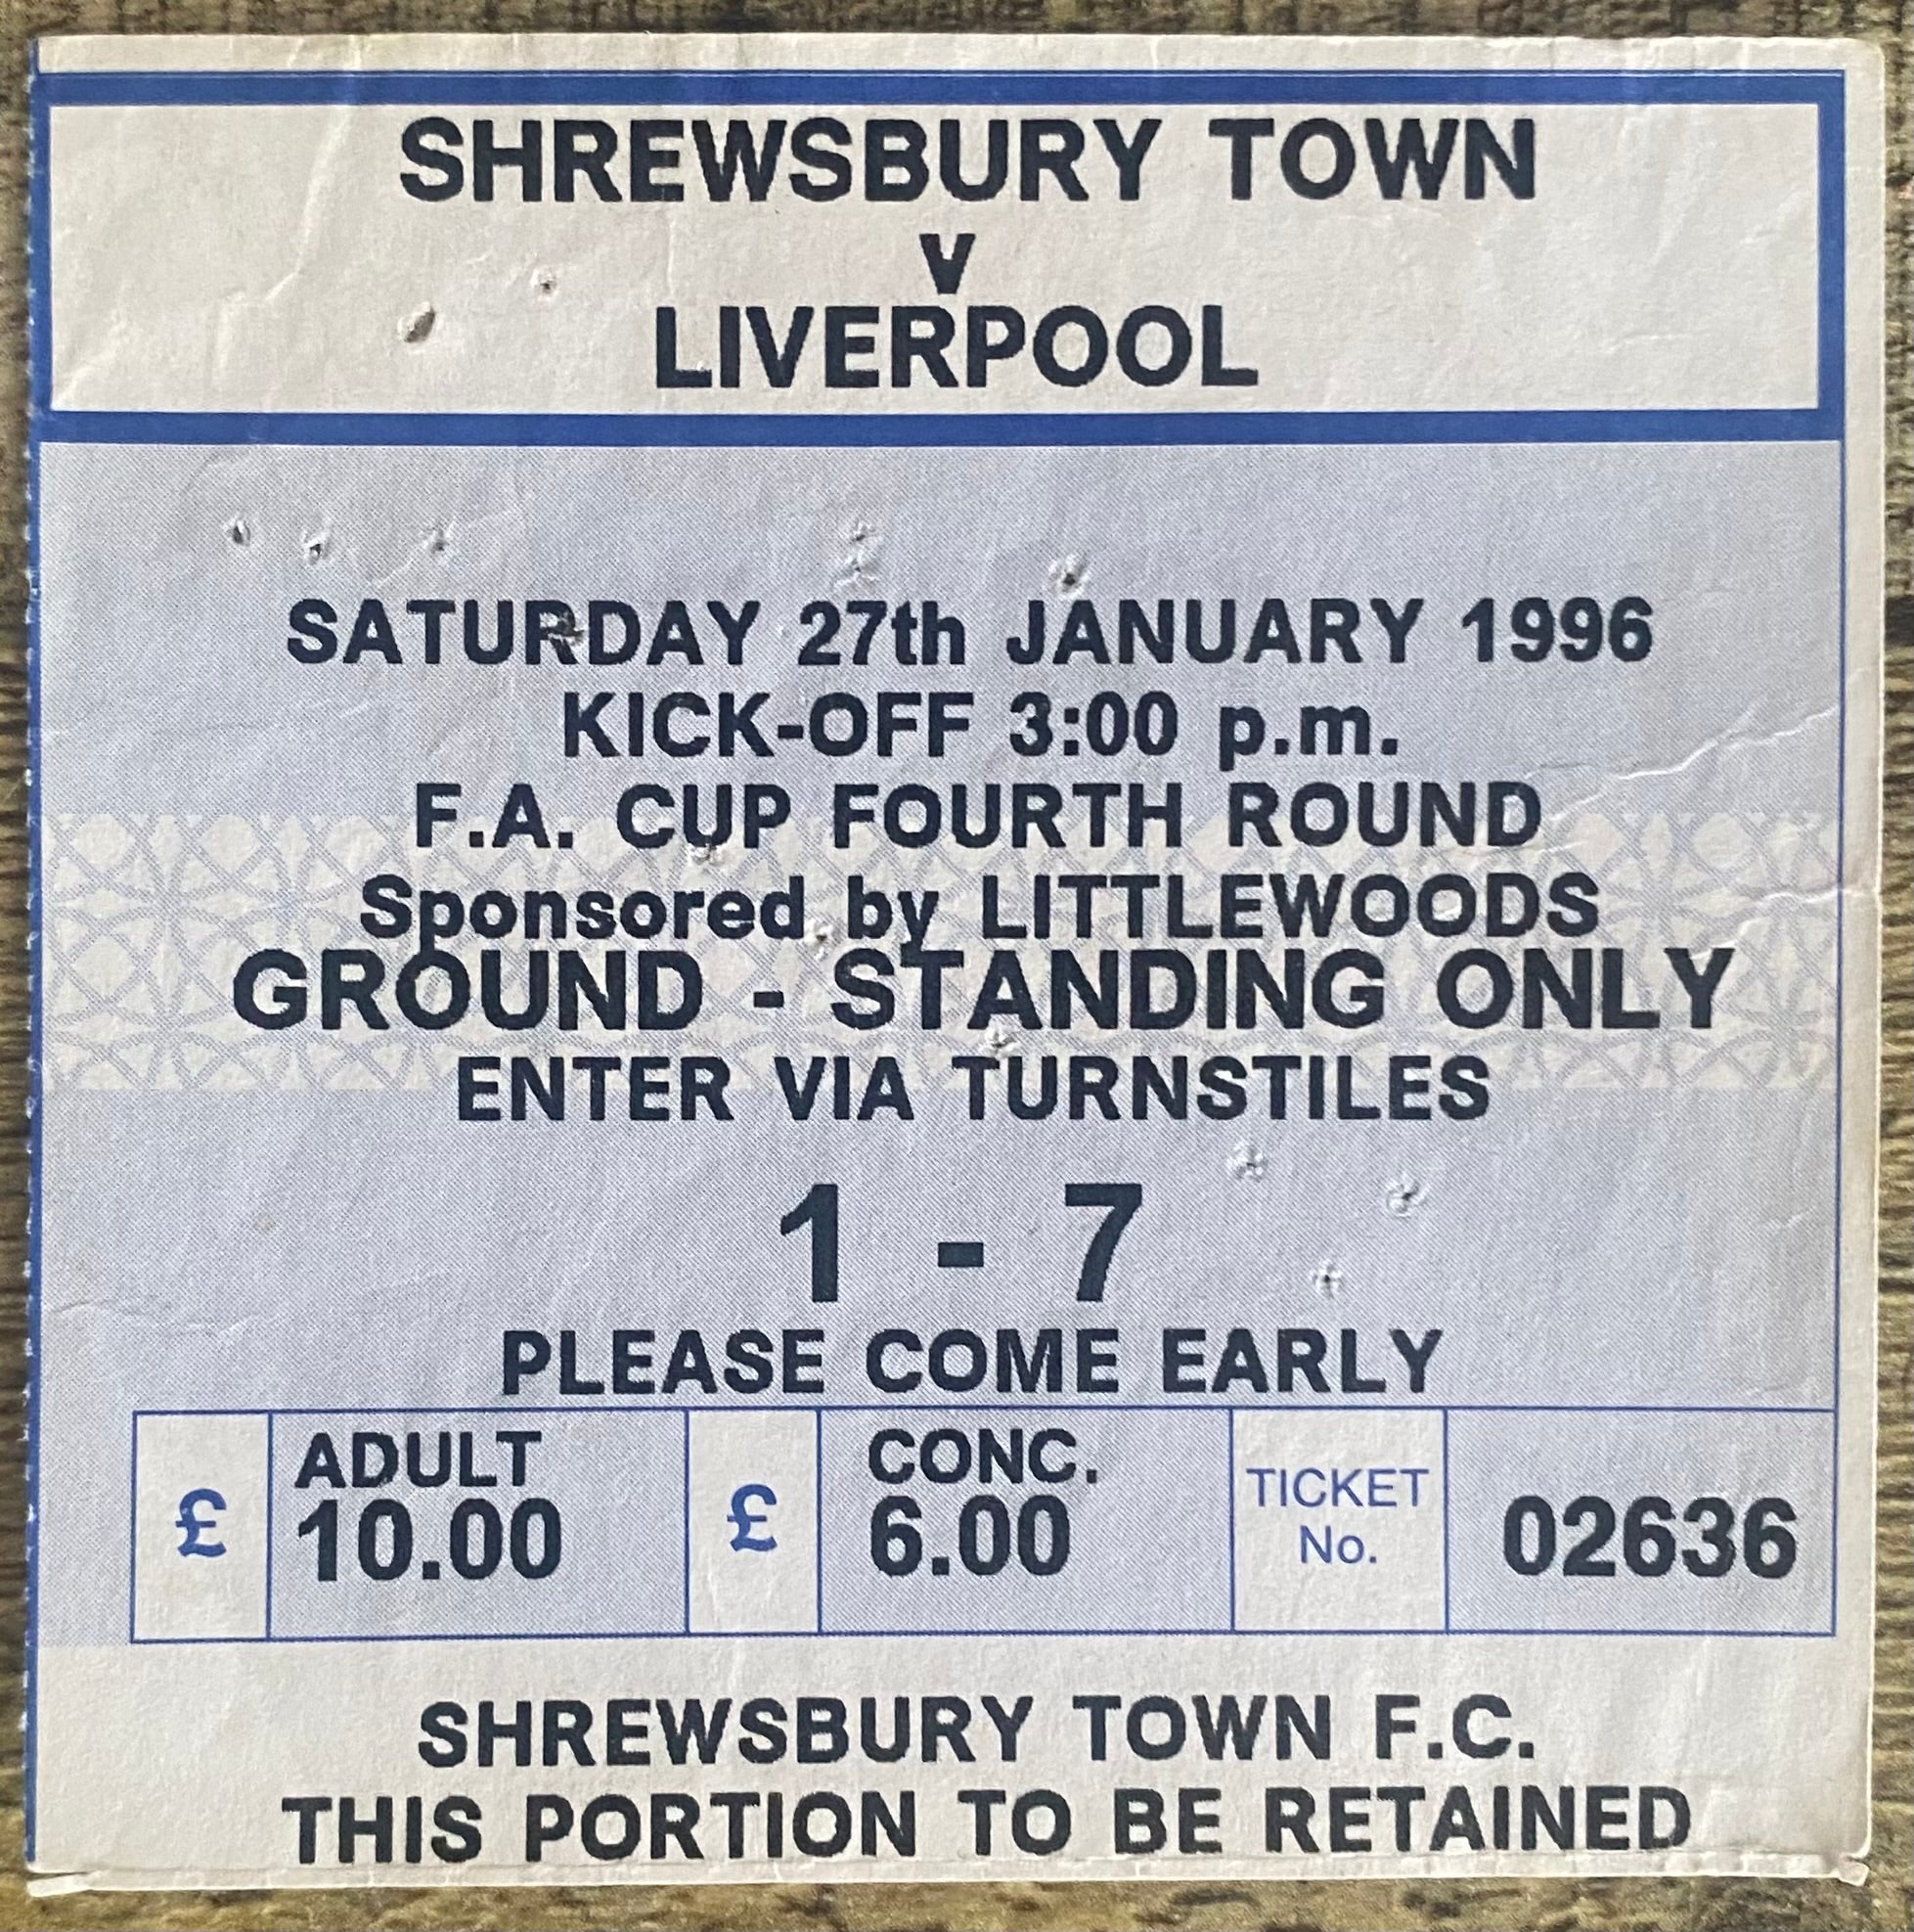 SHREWSBURY TOWN
v
LIVERPOOL
SATURDAY 27th JANUARY 1996
KICK-OFF 3:00 p.m.
F.A. CUP FOURTH ROUND
Sponsored by LITTLEWOODS
GROUND - STANDING ONLY
ENTER VIA TURNSTILES
1 - 7
PLEASE COME EARLY
£ ADULT 10.00 £ CONC. 6.00 TICKET No. 02636
SHREWSBURY TOWN F.C.
THIS PORTION TO BE RETAINED